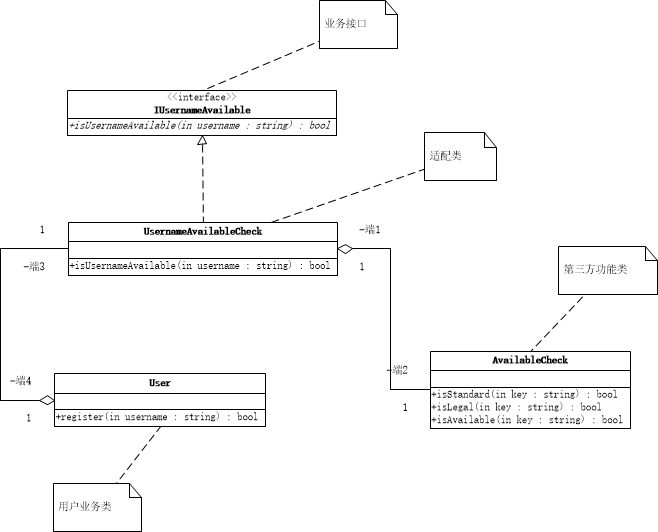 业务接口
<<interface>>
IUsernameAvailable
+isUsernameAvailable(in username : string) : bool
适配类
1
UsernameAvailableCheck
-端1
-端3
+isUsernameAvailable(in username : string) : bool
1
第三方功能类
AvailableCheck
-端2
+isStandard(in key : string) : bool
1
+isLegal(in key : string) : bool
+isAvailable(in key : string) : bool
-端4
User
1
+register(in username : string) : bool
用户业务类